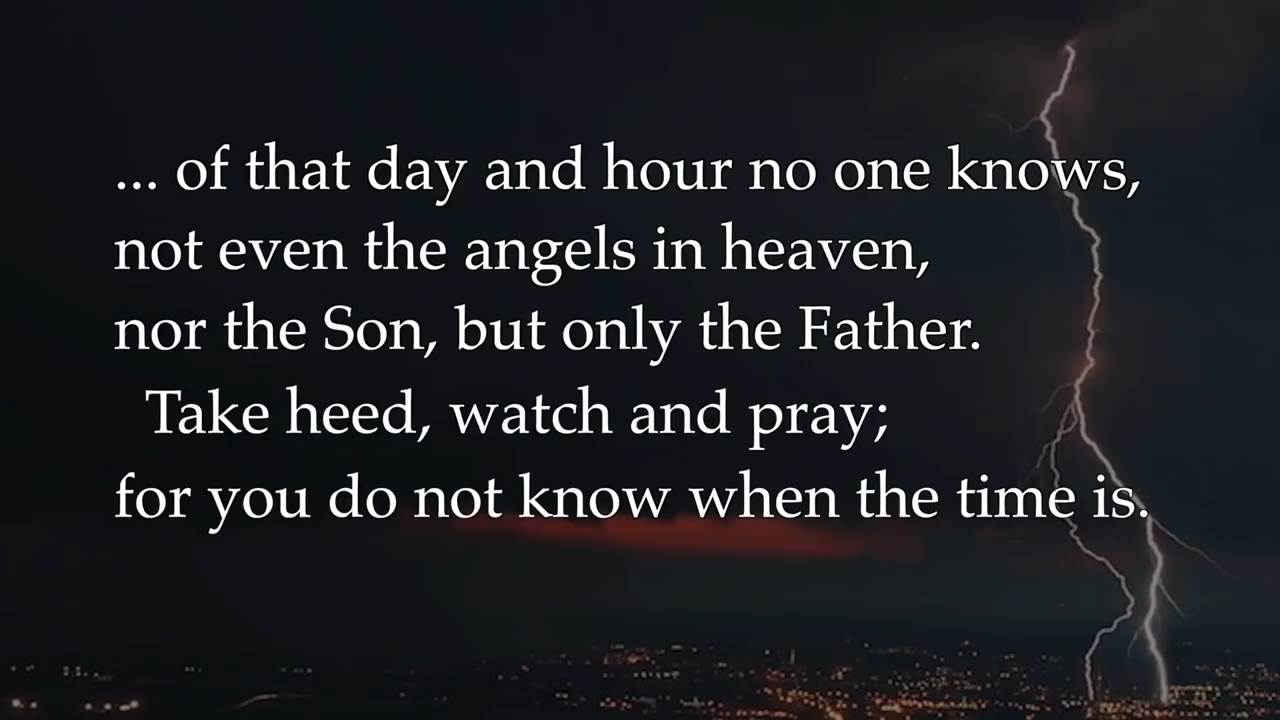 ... of that day and hour no one knows,
not even the angels in heaven,
nor the Son, but only the Father.
Take heed, watch and pray;
for you do not know when the time is.